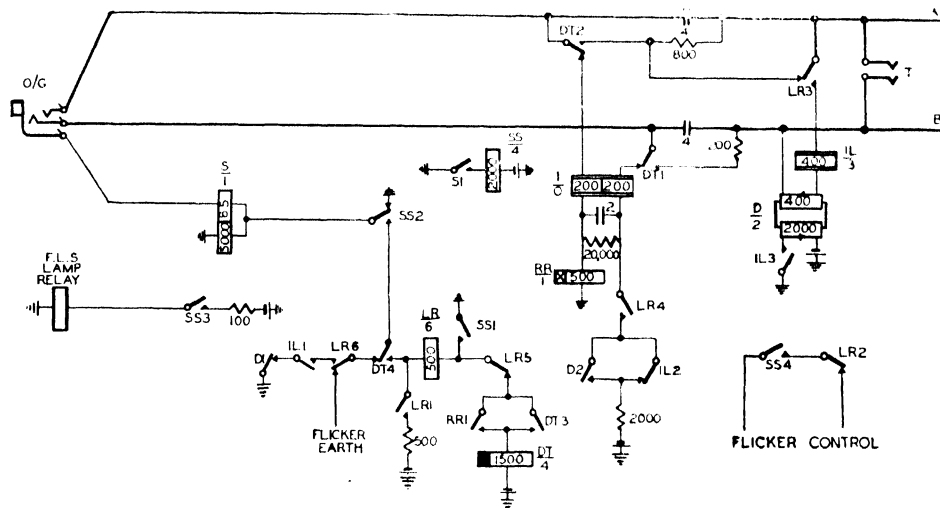 A
4
DT2
800
LR3
T
O/G
B
4
200
DT1
S
1
S1
SS
4
2000
1
0
200
200
400
IL
3
85
5000
SS2
2
400
D
2
2000
20,000
IL3
F.L.S
LAMP
RELAY
SS3
100
RR
1
500
LR4
LR
6
500
SS1
D1
IL1
LR6
DT4
LR5
D2
IL2
SS4
LR2
LR1
500
RR1
DT3
2000
FLICKER
EARTH
FLICKER CONTROL
1500
DT
4